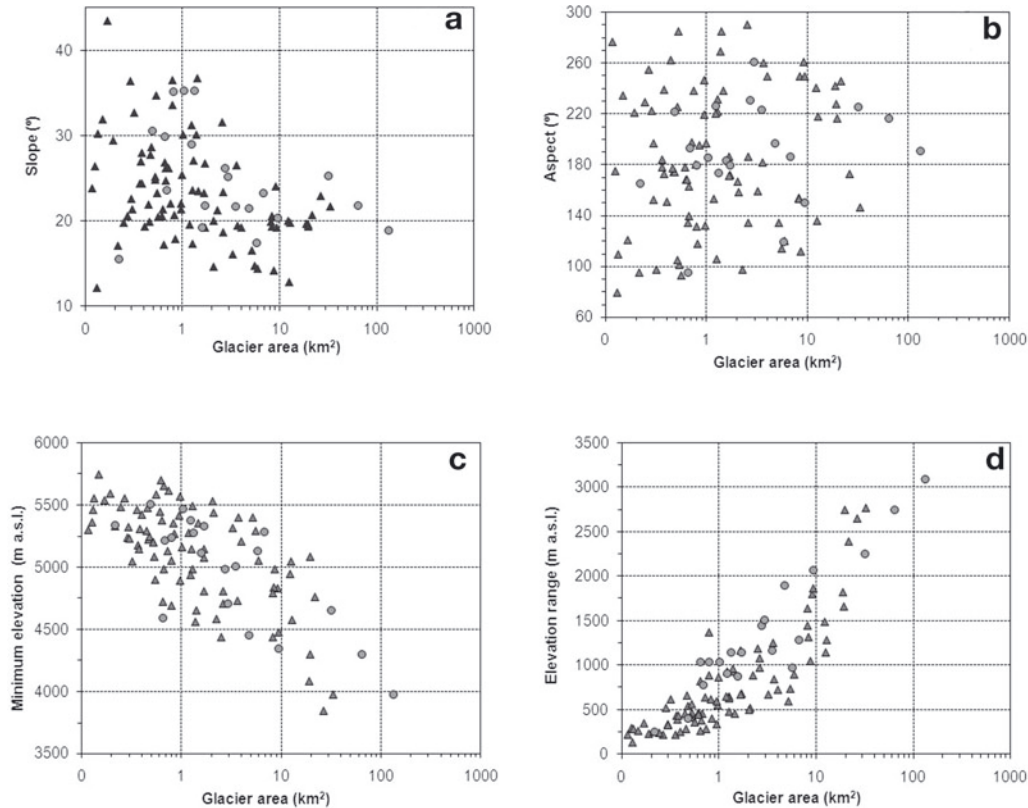 a
40
30
20
10
Slope (º)
0 1 10 100 1000
Glacier area (km²)
b
300
260
220
180
140
100
60
Aspect (º)
0 1 10 100 1000
Glacier area (km²)
c
6000
5500
5000
4500
4000
3500
Minimum elevation (m a.s.l.)
0 1 10 100 1000
Glacier area (km²)
d
3500
3000
2500
2000
1500
1000
500
0
Elevation range (m a.s.l.)
0 1 10 100 1000
Glacier area (km²)